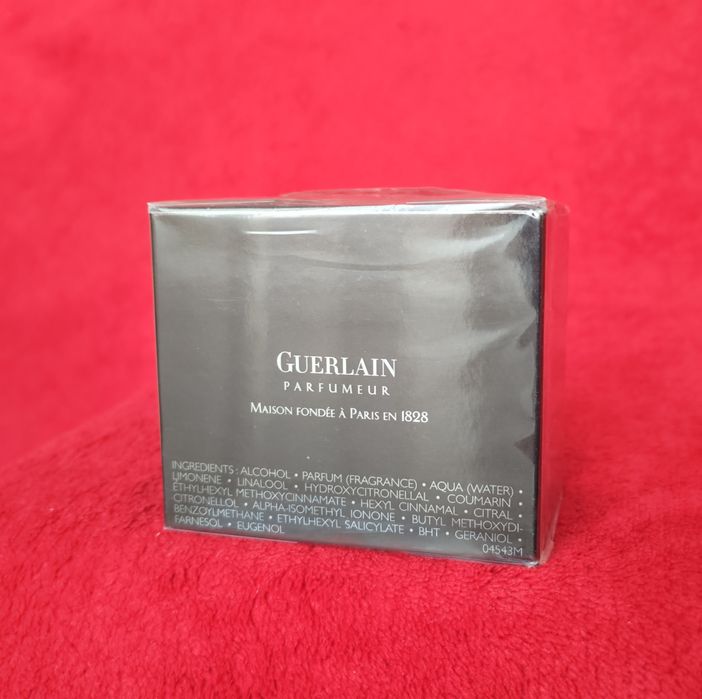 GUERLAIN
PARFUMEUR
MAISON FONDÉE À PARIS EN 1828
INGREDIENTS : ALCOHOL • PARFUM (FRAGRANCE) • AQUA (WATER) •
LIMONENE • LINALOOL • HYDROXYCITRONELLAL • COUMARIN •
ETHYLHEXYL METHOXYCINNAMATE • HEXYL CINNAMAL • CITRAL •
CITRONELLOL • ALPHA-ISOMETHYL IONONE • BUTYL METHOXYDI-
BENZOYLMETHANE • ETHYLHEXYL SALICYLATE • BHT • GERANIOL •
FARNESOL • EUGENOL
04543M